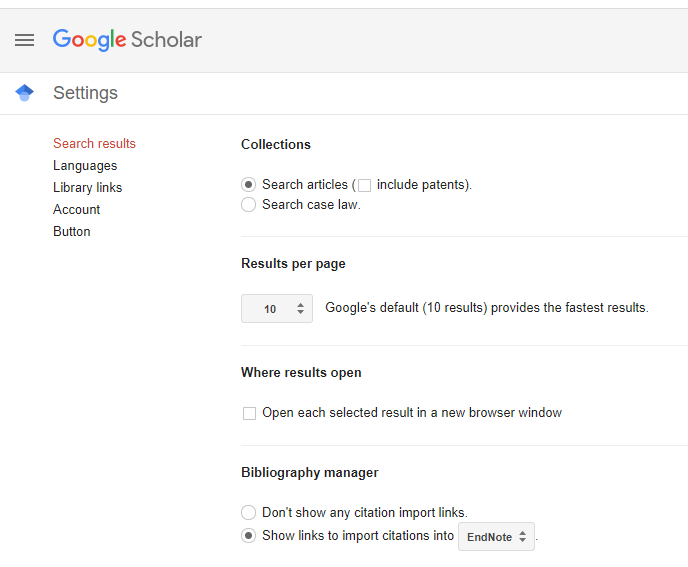 Google Scholar
Settings
Search results
Languages
Library links
Account
Button
Collections
Search articles ( include patents).
Search case law.
Results per page
10 Google's default (10 results) provides the fastest results.
Where results open
Open each selected result in a new browser window
Bibliography manager
Don't show any citation import links.
Show links to import citations into EndNote .